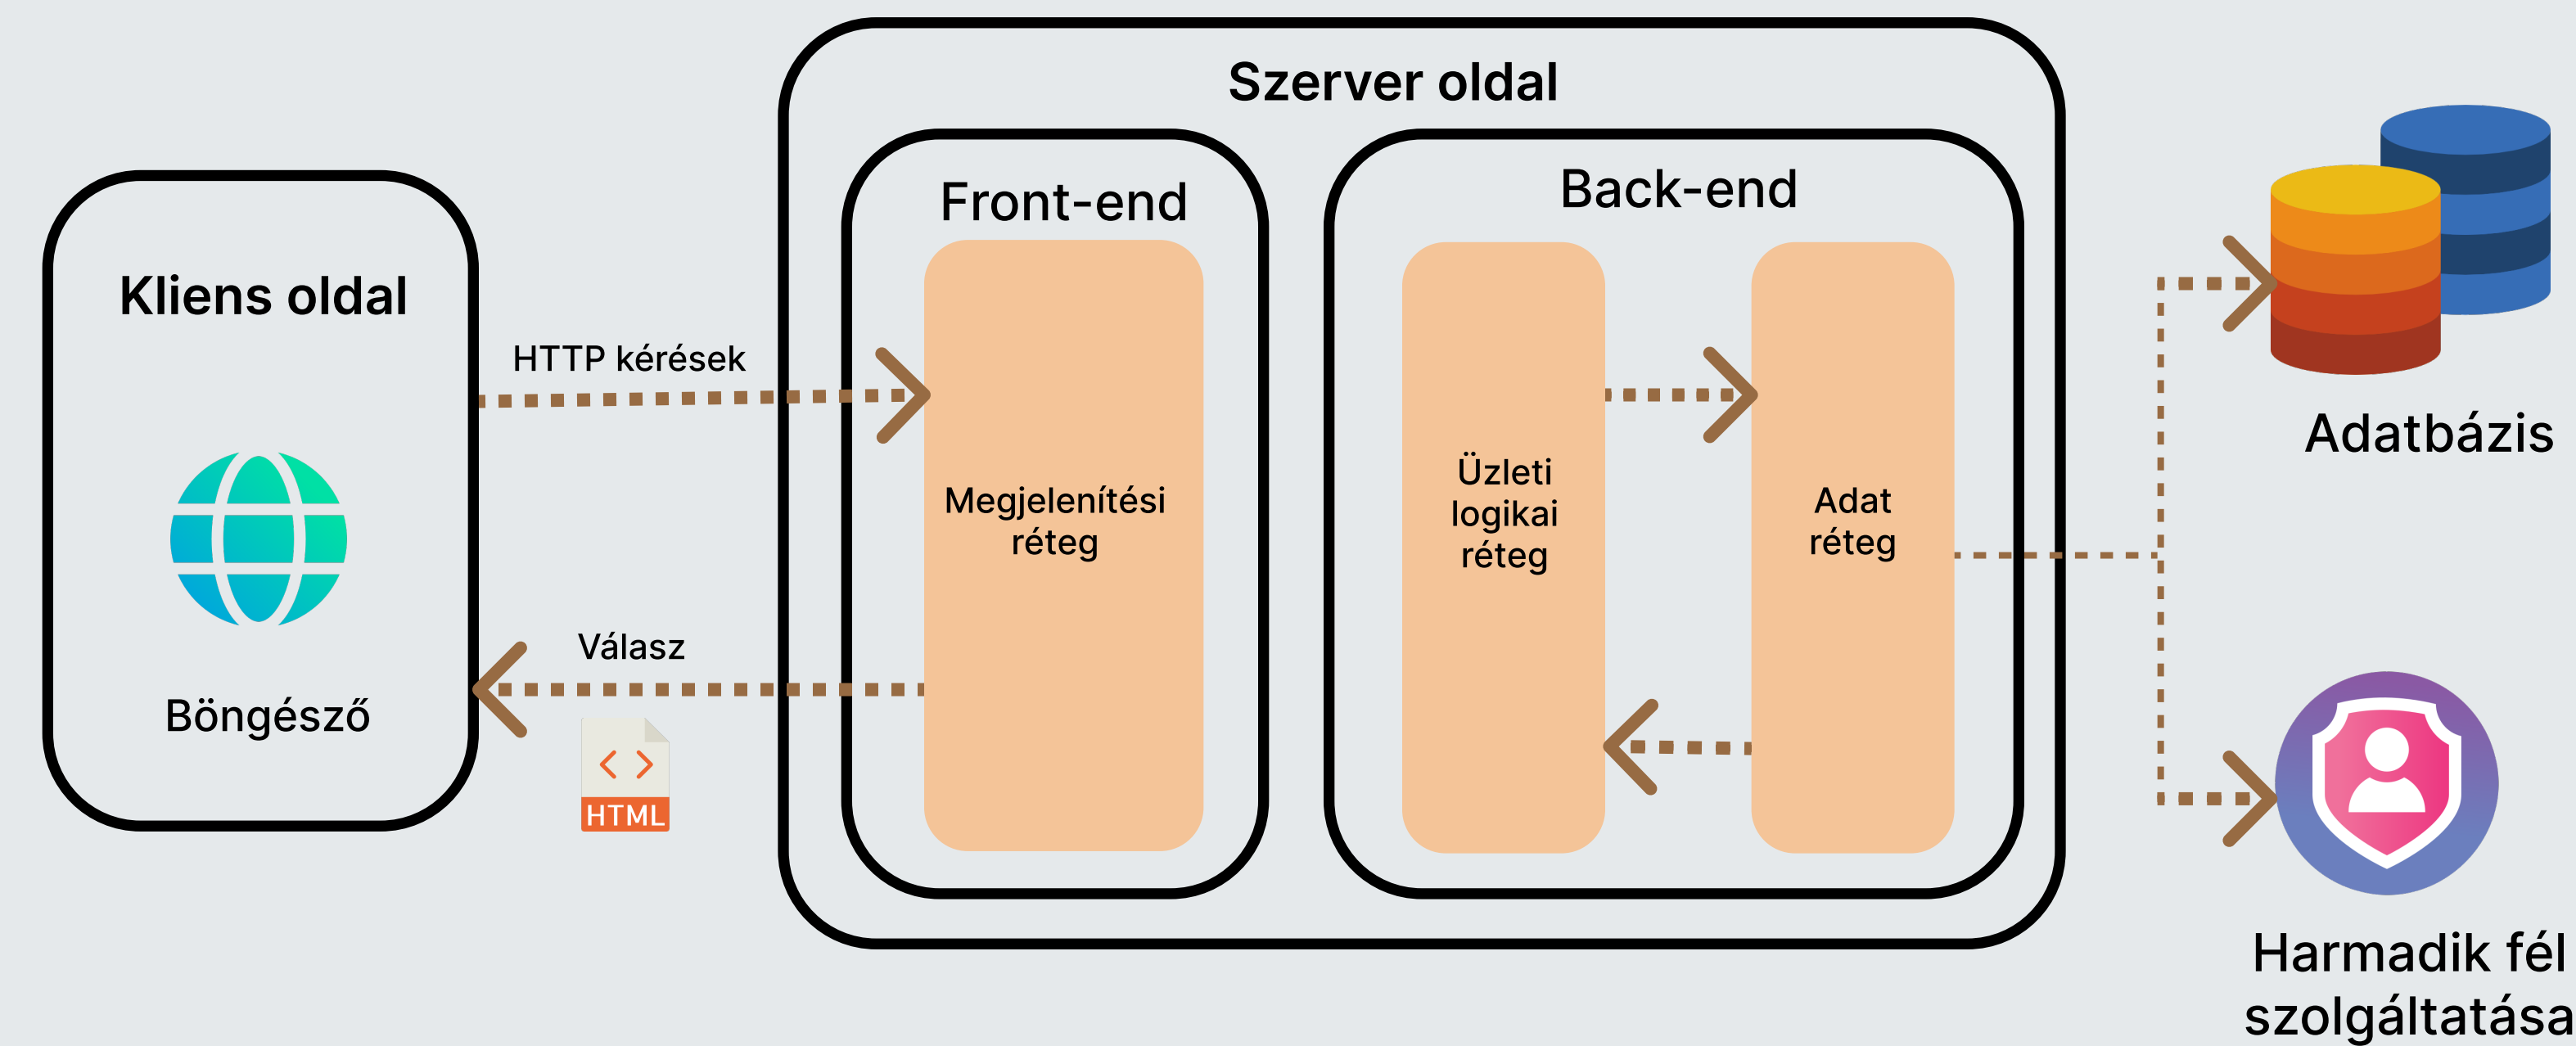 Szerver oldal
Front-end
Back-end
Kliens oldal
HTTP kérések
Megjelenítési
réteg
Üzleti
logikai
réteg
Adat
réteg
Adatbázis
Válasz
HTML
Böngésző
Harmadik fél
szolgáltatása